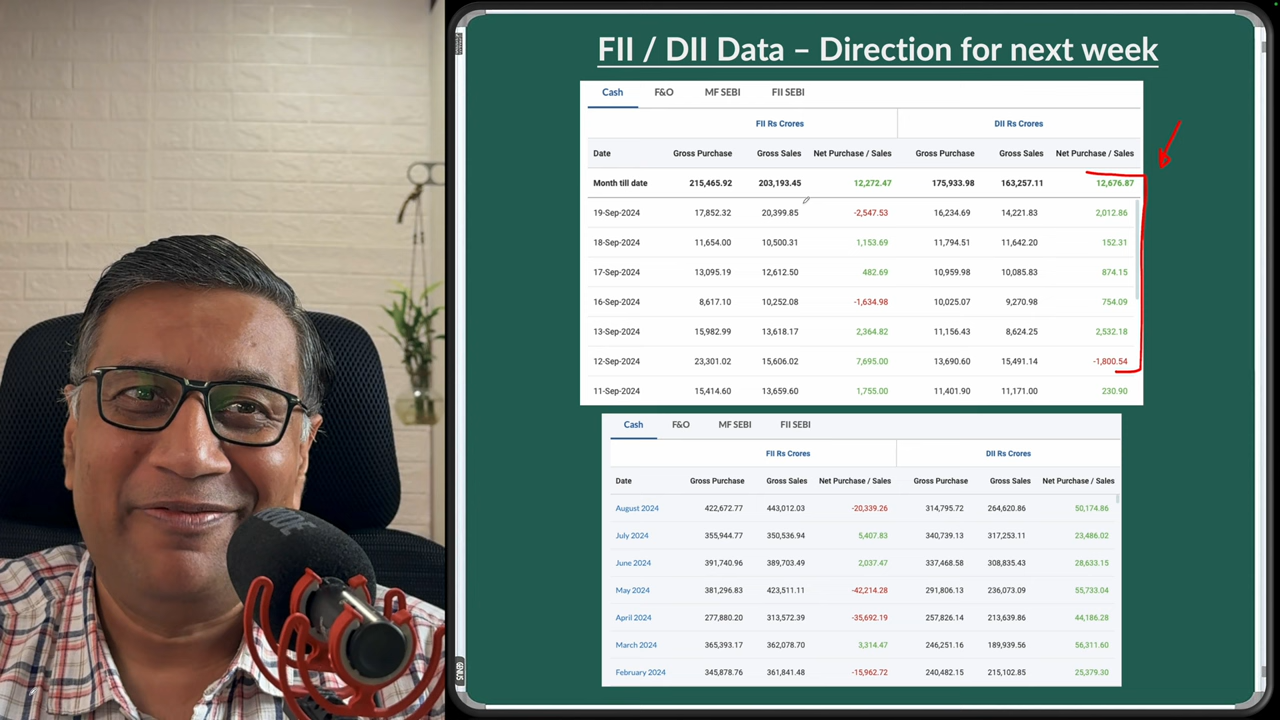 FII / DII Data – Direction for next week
Cash F&O MF SEBI FII SEBI
FII Rs Crores DII Rs Crores
Date Gross Purchase Gross Sales Net Purchase / Sales Gross Purchase Gross Sales Net Purchase / Sales
Month till date 215,465.92 203,193.45 12,272.47 175,933.98 163,257.11 12,676.87
19-Sep-2024 17,852.32 20,399.85 -2,547.53 16,234.69 14,221.83 2,012.86
18-Sep-2024 11,654.00 10,500.31 1,153.69 11,794.51 11,642.20 152.31
17-Sep-2024 13,095.19 12,612.50 482.69 10,959.98 10,085.83 874.15
16-Sep-2024 8,617.10 10,252.08 -1,634.98 10,025.07 9,270.98 754.09
13-Sep-2024 15,982.99 13,618.17 2,364.82 11,156.43 8,624.25 2,532.18
12-Sep-2024 23,301.02 15,606.02 7,695.00 13,690.60 15,491.14 -1,800.54
11-Sep-2024 15,414.60 13,659.60 1,755.00 11,401.90 11,171.00 230.90
Cash F&O MF SEBI FII SEBI
FII Rs Crores DII Rs Crores
Date Gross Purchase Gross Sales Net Purchase / Sales Gross Purchase Gross Sales Net Purchase / Sales
August 2024 422,672.77 443,012.03 -20,339.26 314,795.72 264,620.86 50,174.86
July 2024 355,944.77 350,536.94 5,407.83 340,739.13 317,253.11 23,486.02
June 2024 391,740.96 389,703.49 2,037.47 337,468.58 308,835.43 28,633.15
May 2024 381,296.83 423,511.11 -42,214.28 291,806.13 236,073.09 55,733.04
April 2024 277,880.20 313,572.39 -35,692.19 257,826.14 213,639.86 44,186.28
March 2024 365,393.17 362,078.70 3,314.47 246,251.16 189,939.56 56,311.60
February 2024 345,878.76 361,841.48 -15,962.72 240,482.15 215,102.85 25,379.30